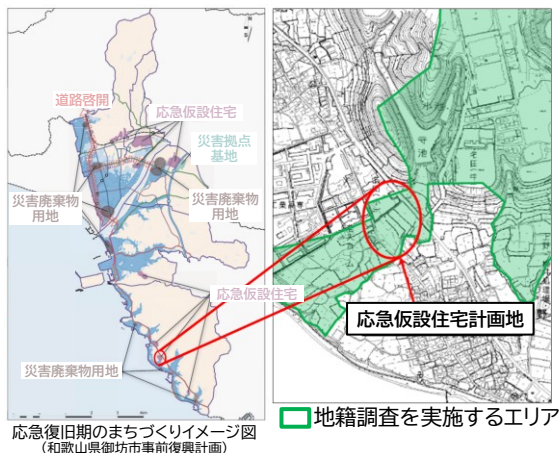 道路啓開
応急仮設住宅
災害拠点
基地
災害廃棄物
用地
災害廃棄物
用地
応急仮設住宅
災害廃棄物
用地
応急復旧期のまちづくりイメージ図
(和歌山県御坊市事前復興計画)
寺池
応急仮設住宅計画地
野
地籍調査を実施するエリア